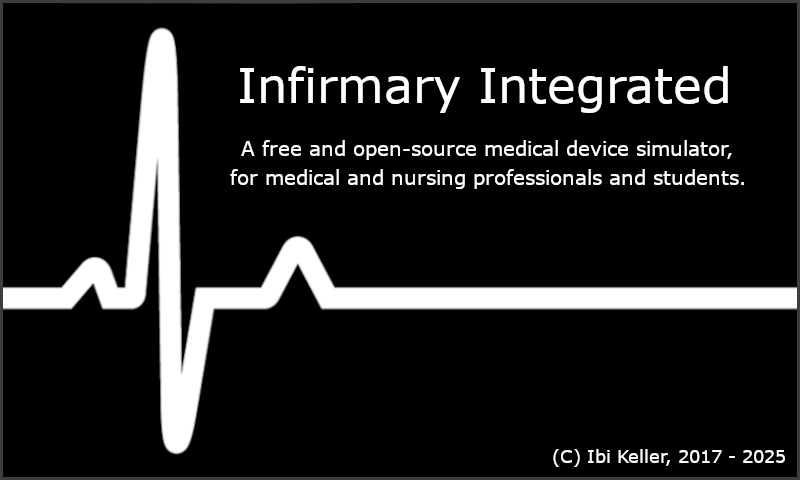 Infirmary Integrated
A free and open-source medical device simulator,
for medical and nursing professionals and students.
(C) Ibi Keller, 2017 - 2025